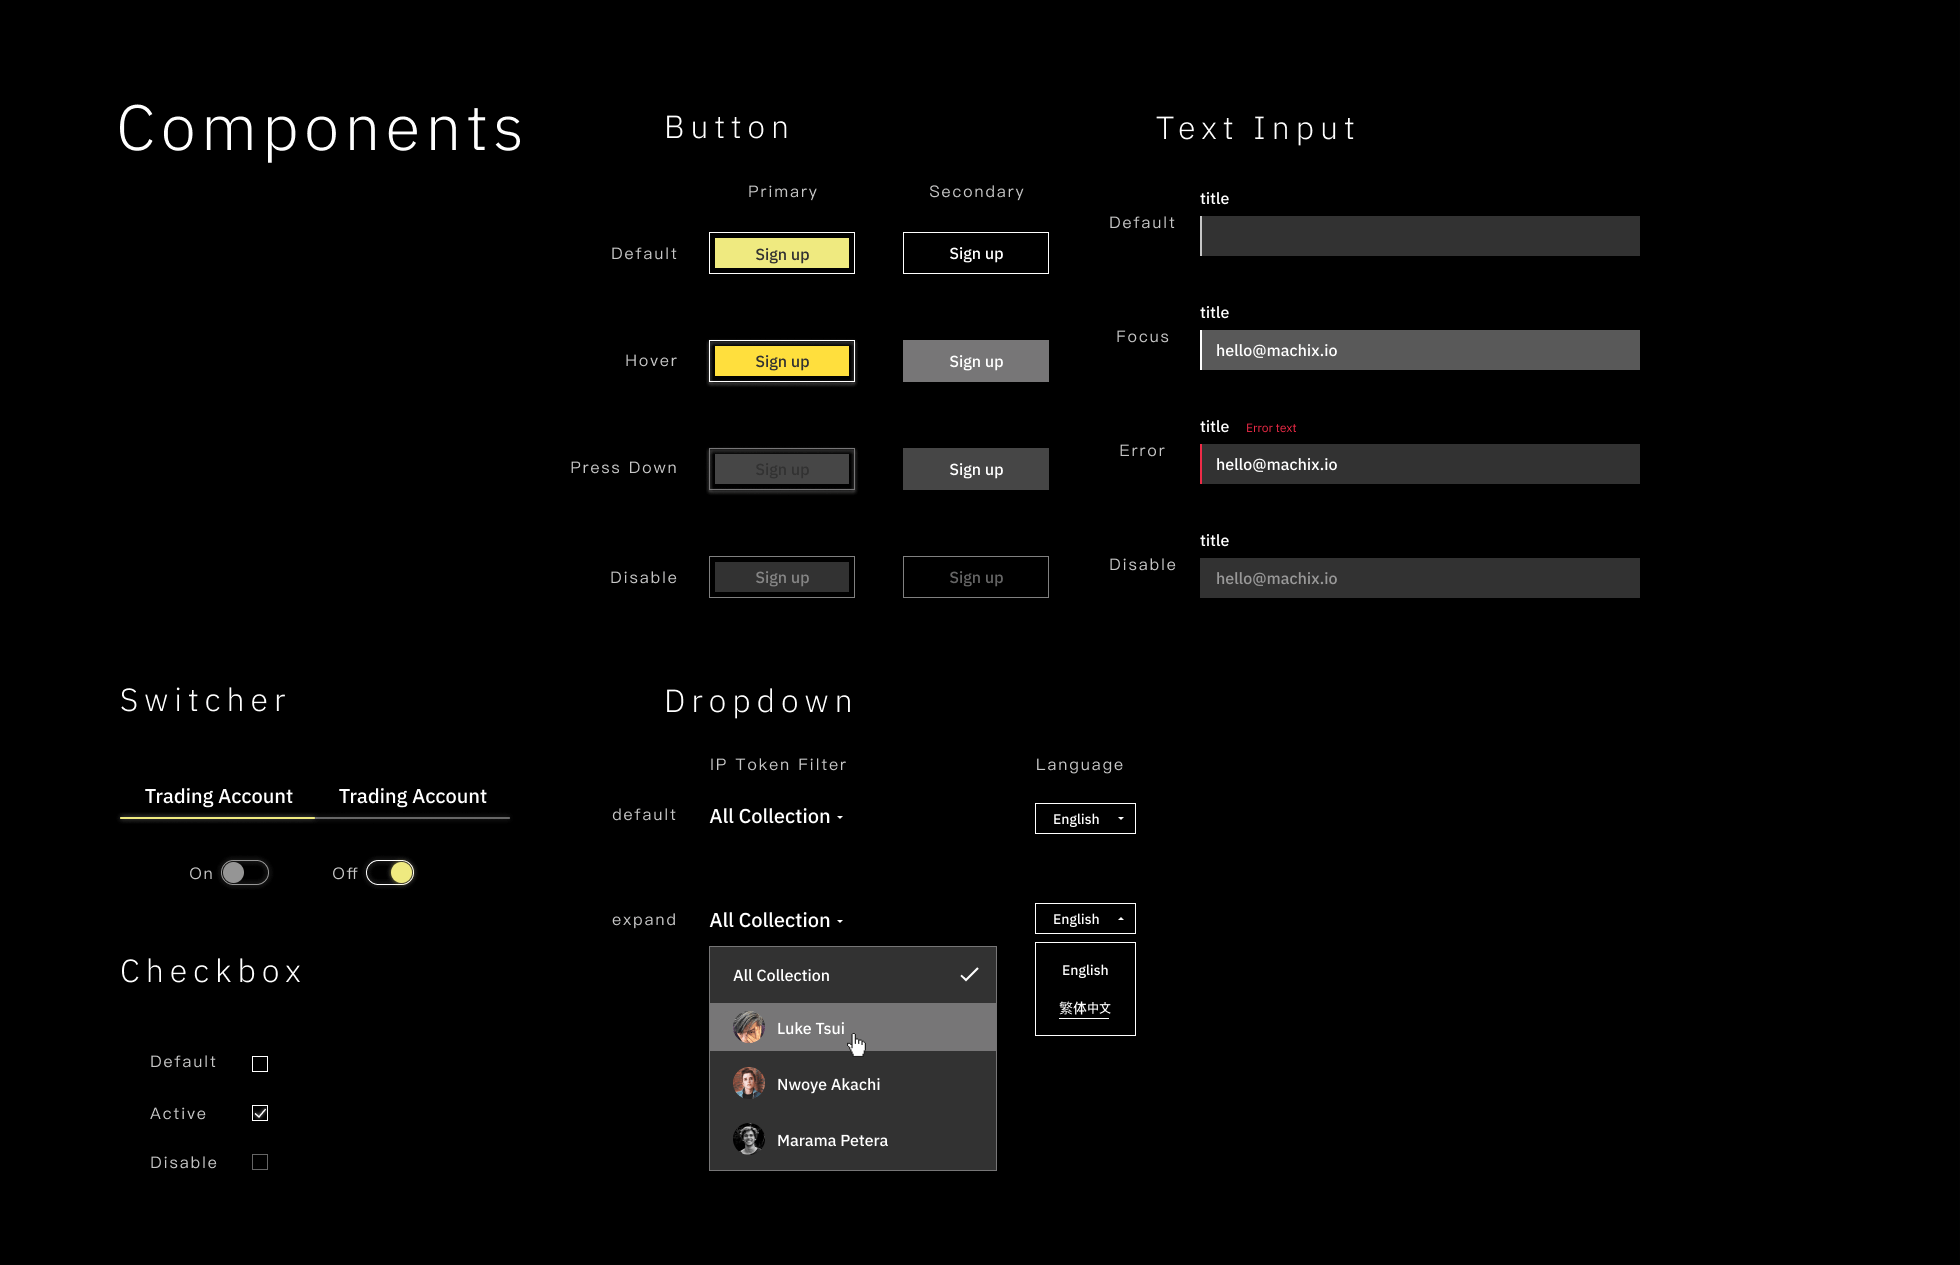 Components
Button
Primary
Secondary
Default
Sign up
Sign up
Hover
Sign up
Sign up
Press Down
Sign up
Sign up
Disable
Sign up
Sign up
Text Input
title
Default
title
Focus
hello@machix.io
title Error text
Error
hello@machix.io
title
Disable
hello@machix.io
Switcher
Trading Account
Trading Account
On
Off
Checkbox
Default
Active
Disable
Dropdown
IP Token Filter
Language
default
All Collection
English
expand
All Collection
English
All Collection
Luke Tsui
Nwoye Akachi
Marama Petera
English
繁体中文